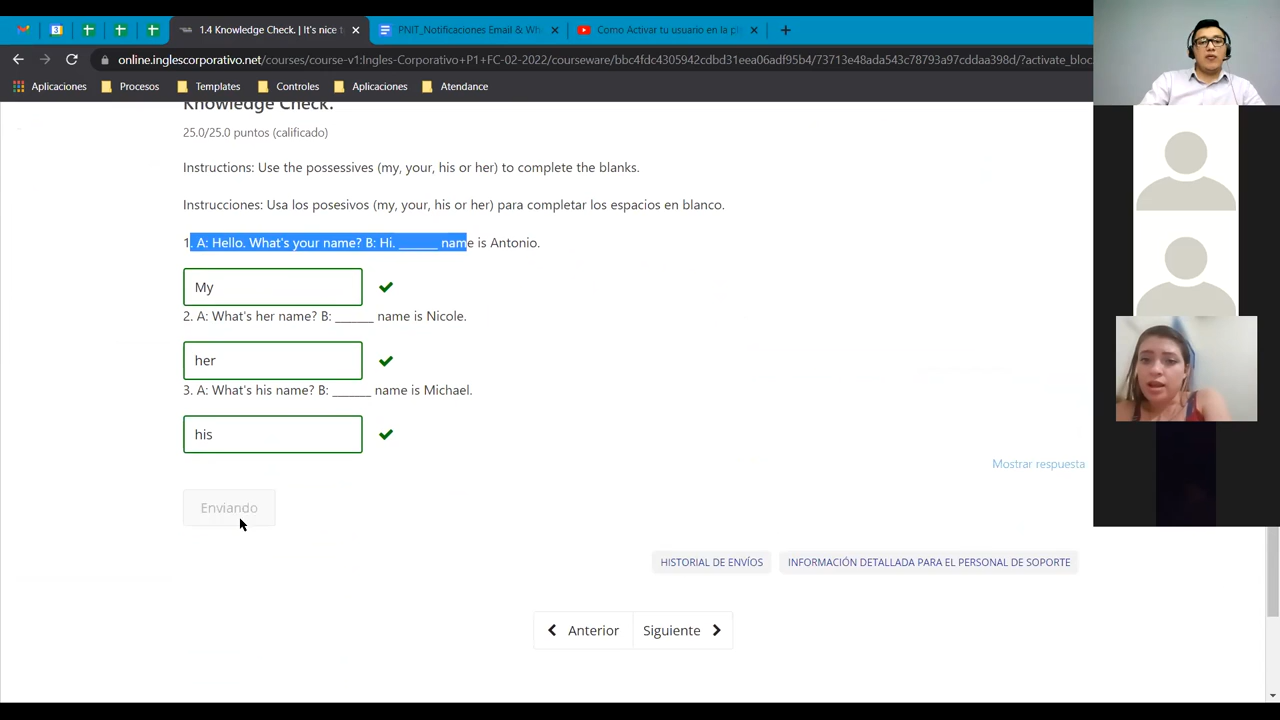 1.4 Knowledge Check. | It's nice t
PNIT_Notificaciones Email & Wh
Como Activar tu usuario en la p
online.inglescorporativo.net/courses/course-v1:Ingles-Corporativo+P1+FC-02-2022/courseware/bbc4fdc4305942cdbd31eea06adf95b4/73713e48ada543c78793a97cddaa398d/?activate_bloc
Aplicaciones
Procesos
Templates
Controles
Aplicaciones
Atendance
Knowledge Check.
25.0/25.0 puntos (calificado)
Instructions: Use the possessives (my, your, his or her) to complete the blanks.
Instrucciones: Usa los posesivos (my, your, his or her) para completar los espacios en blanco.
1. A: Hello. What's your name? B: Hi. _______ name is Antonio.
My
2. A: What's her name? B: _______ name is Nicole.
her
3. A: What's his name? B: _______ name is Michael.
his
Mostrar respuesta
Enviando
HISTORIAL DE ENVÍOS
INFORMACIÓN DETALLADA PARA EL PERSONAL DE SOPORTE
Anterior
Siguiente